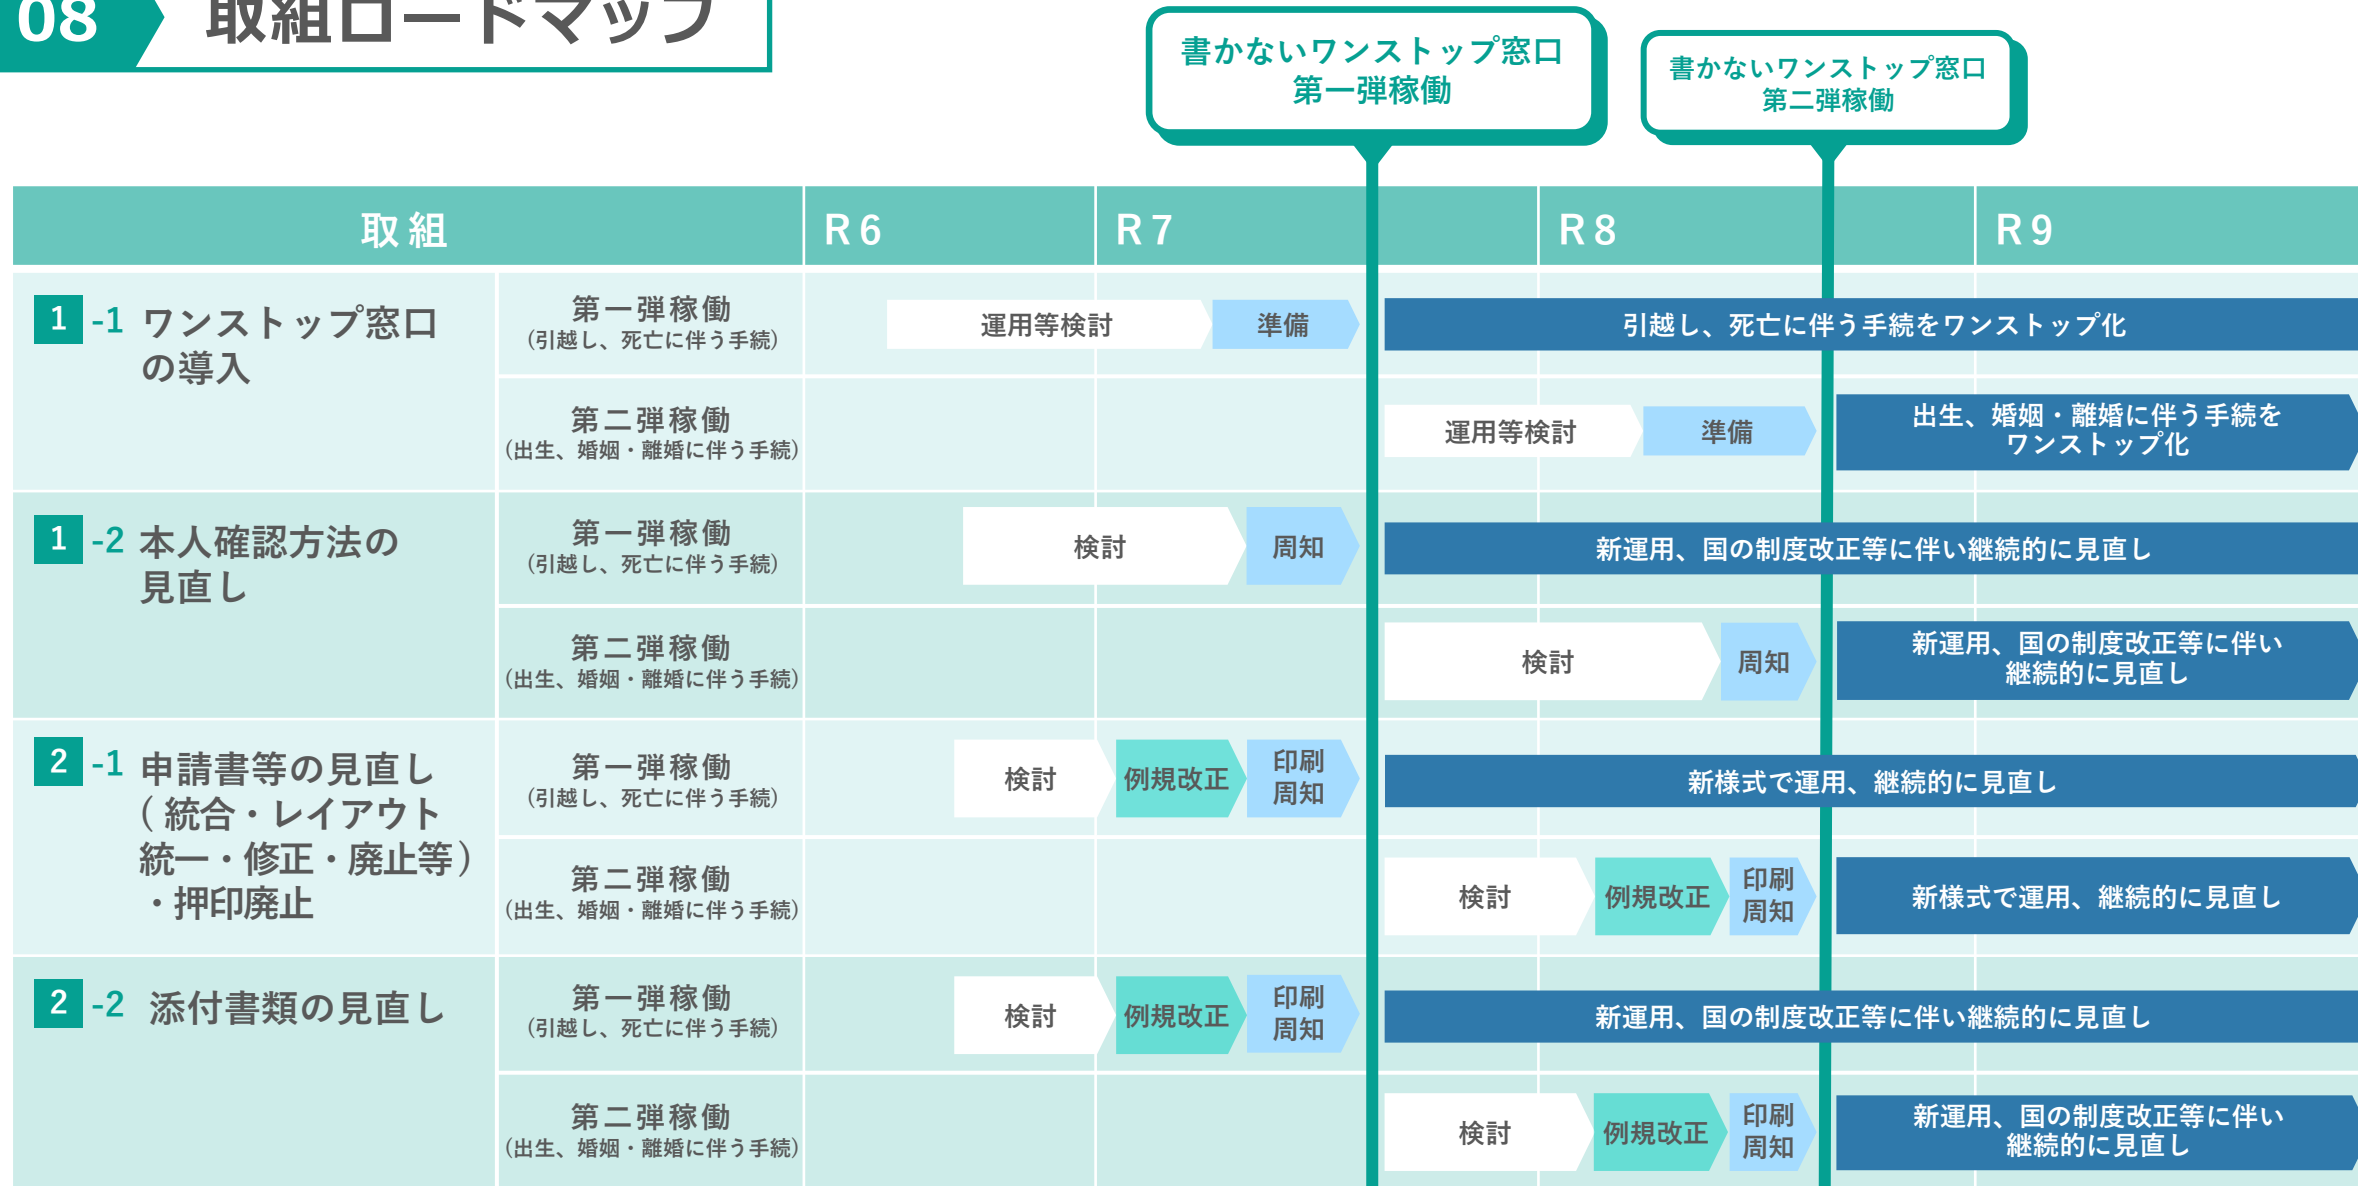 08 取組ロードマップ
書かないワンストップ窓口
第一弾稼働
書かないワンストップ窓口
第二弾稼働
取組 R6 R7 R8 R9
1 -1 ワンストップ窓口
の導入
第一弾稼働
(引越し、死亡に伴う手続)
運用等検討 準備 引越し、死亡に伴う手続をワンストップ化
第二弾稼働
(出生、婚姻・離婚に伴う手続)
運用等検討 準備
出生、婚姻・離婚に伴う手続を
ワンストップ化
1 -2 本人確認方法の
見直し
第一弾稼働
(引越し、死亡に伴う手続)
検討 周知 新運用、国の制度改正等に伴い継続的に見直し
第二弾稼働
(出生、婚姻・離婚に伴う手続)
検討 周知
新運用、国の制度改正等に伴い
継続的に見直し
2 -1 申請書等の見直し
(統合・レイアウト
統一・修正・廃止等)
・押印廃止
第一弾稼働
(引越し、死亡に伴う手続)
検討 例規改正
印刷
周知
新様式で運用、継続的に見直し
第二弾稼働
(出生、婚姻・離婚に伴う手続)
検討 例規改正
印刷
周知
新様式で運用、継続的に見直し
2 -2 添付書類の見直し
第一弾稼働
(引越し、死亡に伴う手続)
検討 例規改正
印刷
周知
新運用、国の制度改正等に伴い継続的に見直し
第二弾稼働
(出生、婚姻・離婚に伴う手続)
検討 例規改正
印刷
周知
新運用、国の制度改正等に伴い
継続的に見直し